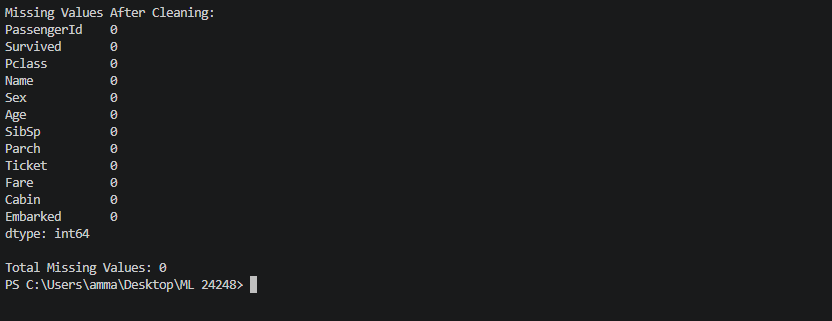 Missing Values After Cleaning:
PassengerId    0
Survived       0
Pclass         0
Name           0
Sex            0
Age            0
SibSp          0
Parch          0
Ticket         0
Fare           0
Cabin          0
Embarked       0
dtype: int64

Total Missing Values: 0
PS C:\Users\amma\Desktop\ML 24248>